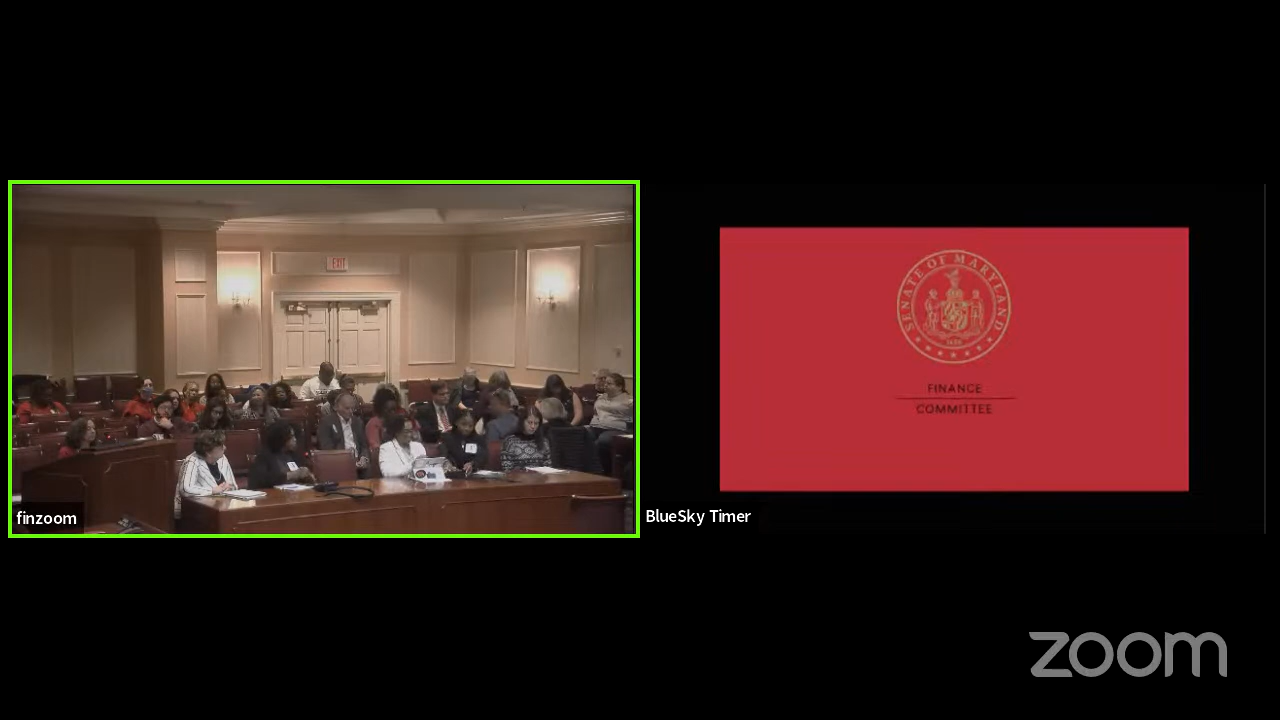 EXIT
finzoom
SENATE OF MARYLAND
FINANCE
COMMITTEE
BlueSky Timer
zoom